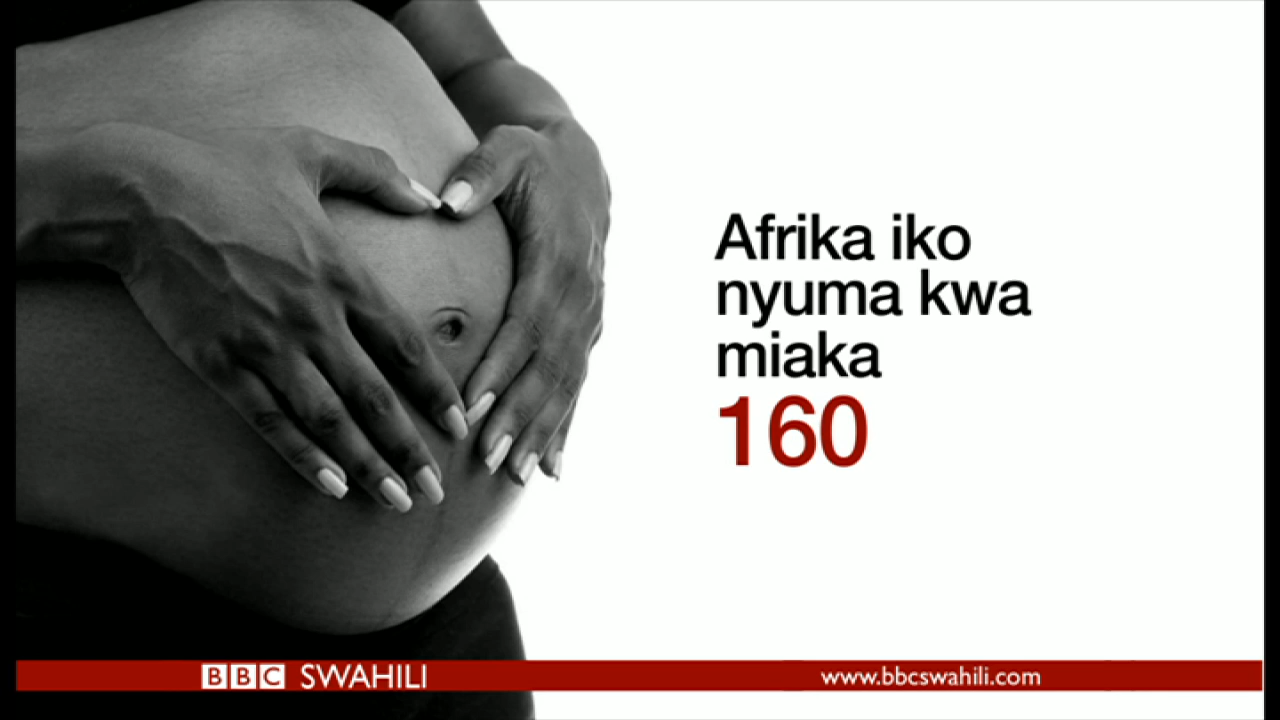 Afrika iko
nyuma kwa
miaka
160
BBC SWAHILI
www.bbcswahili.com